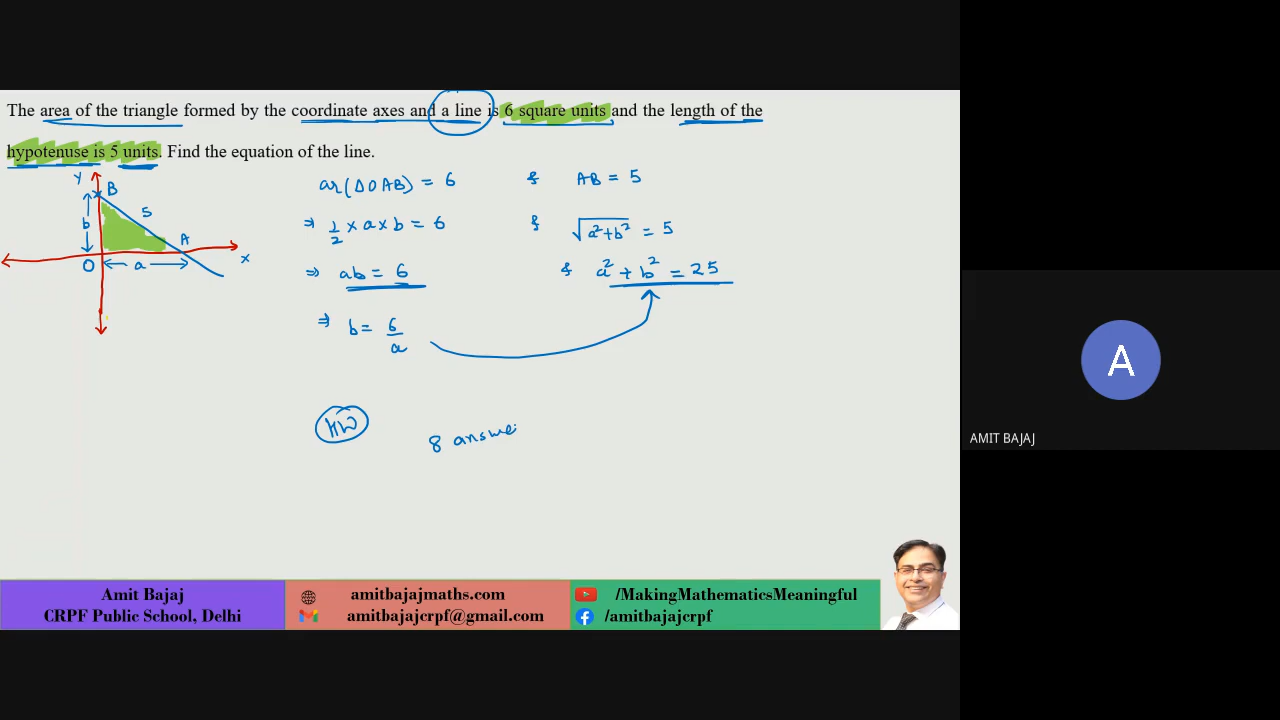 The area of the triangle formed by the coordinate axes and a line is 6 square units and the length of the
hypotenuse is 5 units. Find the equation of the line.
Y
B
5
b
A
O
a
X
ar(ΔOAB) = 6 & AB = 5
⇒ 1/2 × a × b = 6 & √(a²+b²) = 5
⇒ ab = 6 & a² + b² = 25
⇒ b = 6/a
HW
8 answe
A
AMIT BAJAJ
Amit Bajaj
CRPF Public School, Delhi
amitbajajmaths.com
amitbajajcrpf@gmail.com
/MakingMathematicsMeaningful
/amitbajajcrpf